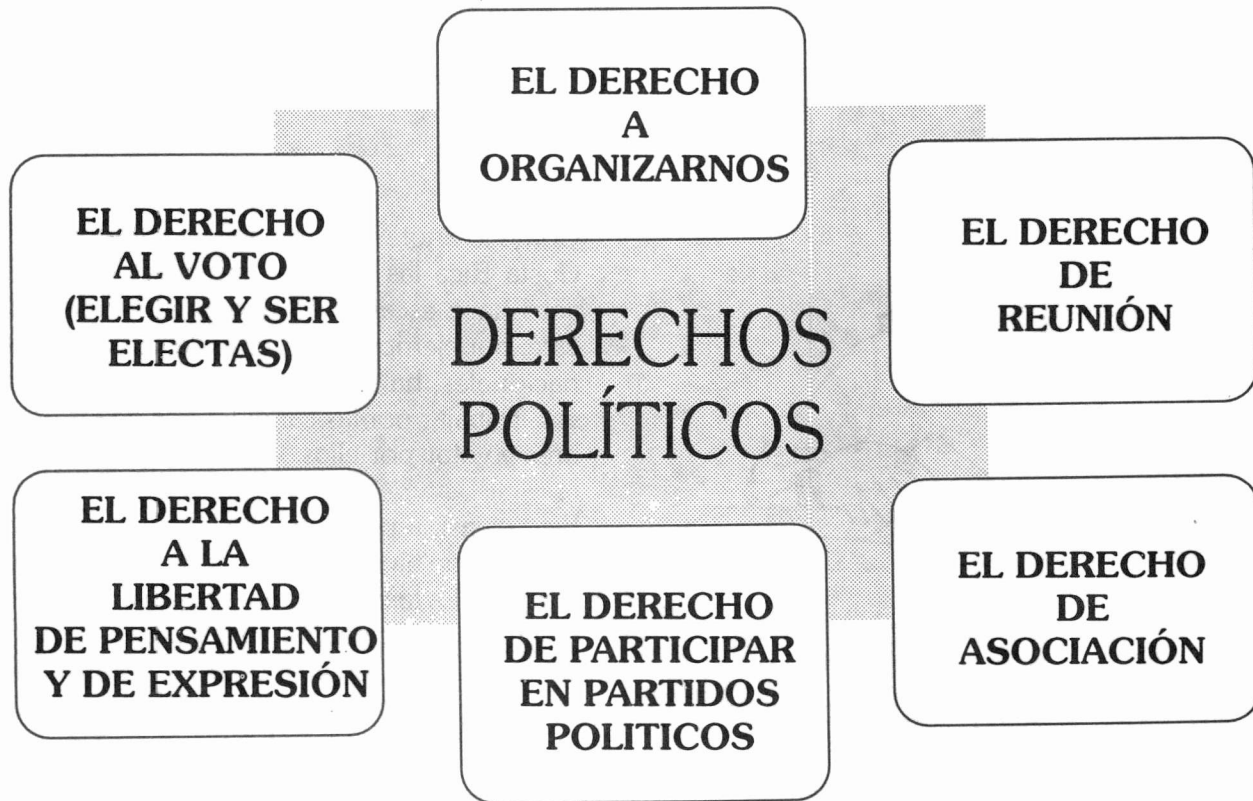 EL DERECHO
A
ORGANIZARNOS
EL DERECHO
AL VOTO
(ELEGIR Y SER
ELECTAS)
EL DERECHO
DE
REUNIÓN
DERECHOS
POLÍTICOS
EL DERECHO
A LA
LIBERTAD
DE PENSAMIENTO
Y DE EXPRESIÓN
EL DERECHO
DE PARTICIPAR
EN PARTIDOS
POLITICOS
EL DERECHO
DE
ASOCIACIÓN